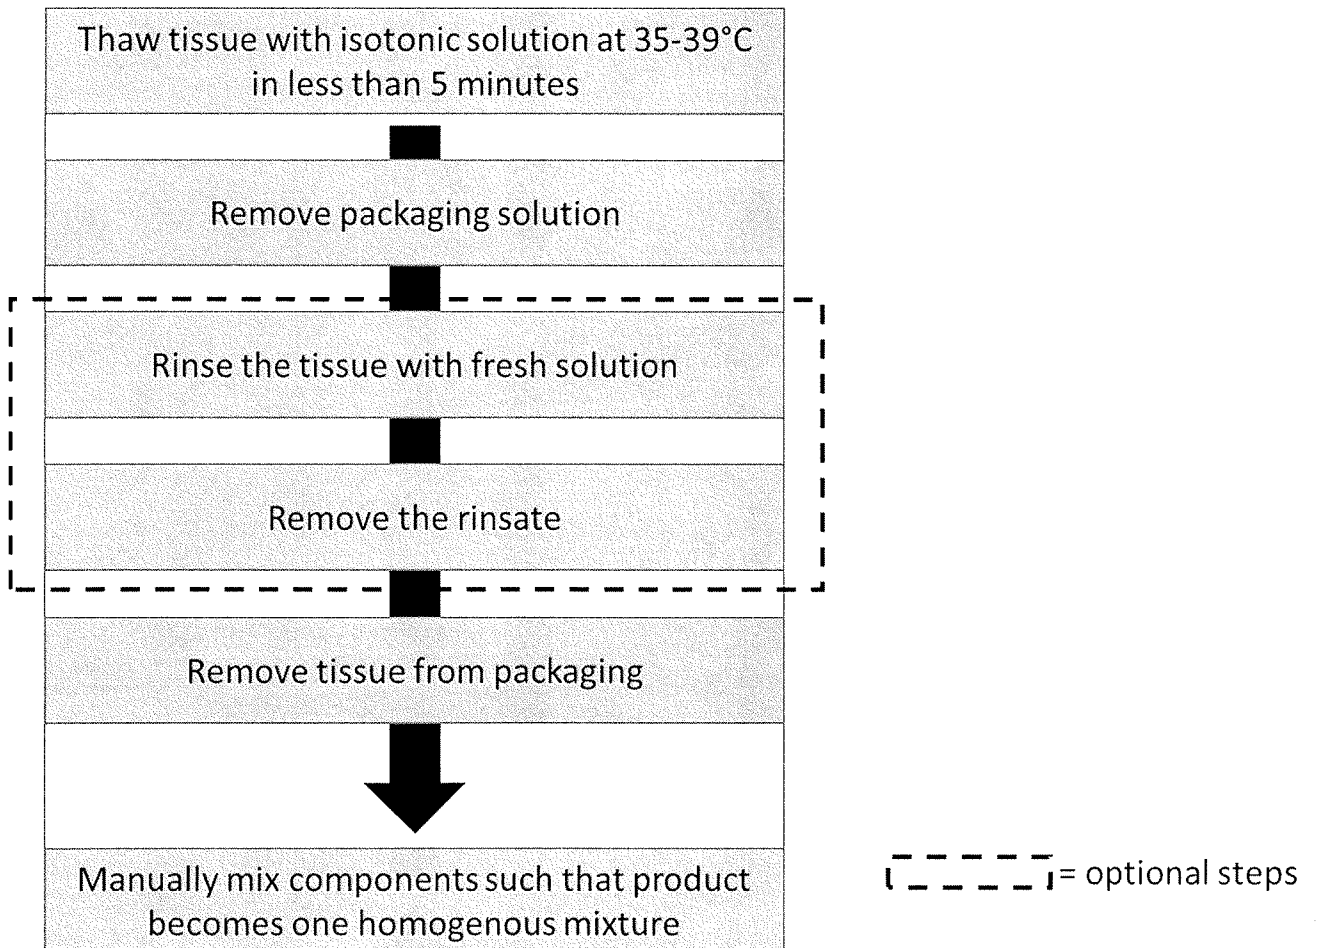 Thaw tissue with isotonic solution at 35-39°C
in less than 5 minutes
Remove packaging solution
Rinse the tissue with fresh solution
Remove the rinsate
Remove tissue from packaging
Manually mix components such that product
becomes one homogenous mixture
= optional steps